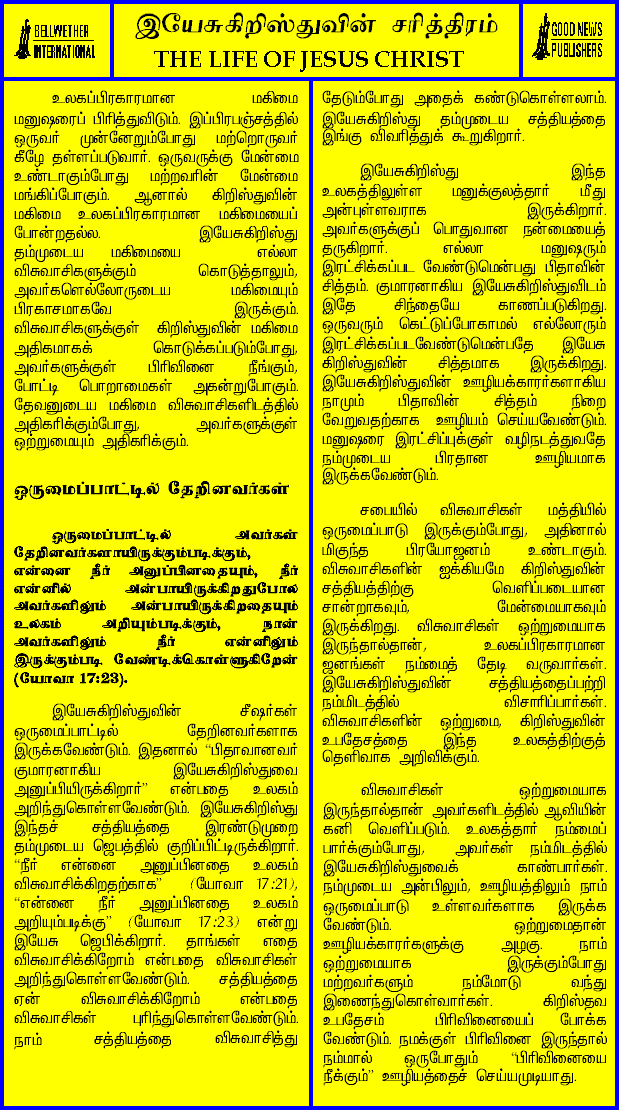 BELLWETHER
INTERNATIONAL
இயேசுகிறிஸ்துவின் சரித்திரம்
THE LIFE OF JESUS CHRIST
GOOD NEWS
PUBLISHERS
உலகப்பிரகாரமான மகிமை
மனுஷரைப் பிரித்துவிடும். இப்பிரபஞ்சத்தில்
ஒருவர் முன்னேறும்போது மற்றொருவர்
கீழே தள்ளப்படுவார். ஒருவருக்கு மேன்மை
உண்டாகும்போது மற்றவரின் மேன்மை
மங்கிப்போகும். ஆனால் கிறிஸ்துவின்
மகிமை உலகப்பிரகாரமான மகிமையைப்
போன்றதல்ல. இயேசுகிறிஸ்து
தம்முடைய மகிமையை எல்லா
விசுவாசிகளுக்கும் கொடுத்தாலும்,
அவர்களெல்லோருடைய மகிமையும்
பிரகாசமாகவே இருக்கும்.
விசுவாசிகளுக்குள் கிறிஸ்துவின் மகிமை
அதிகமாகக் கொடுக்கப்படும்போது,
அவர்களுக்குள் பிரிவினை நீங்கும்,
போட்டி பொறாமைகள் அகன்றுபோகும்.
தேவனுடைய மகிமை விசுவாசிகளிடத்தில்
அதிகரிக்கும்போது, அவர்களுக்குள்
ஒற்றுமையும் அதிகரிக்கும்.
ஒருமைப்பாட்டில் தேறினவர்கள்
ஒருமைப்பாட்டில் அவர்கள்
தேறினவர்களாயிருக்கும்படிக்கும்,
என்னை நீர் அனுப்பினதையும், நீர்
என்னில் அன்பாயிருக்கிறதுபோல
அவர்களிலும் அன்பாயிருக்கிறதையும்
உலகம் அறியும்படிக்கும், நான்
அவர்களிலும் நீர் என்னிலும்
இருக்கும்படி வேண்டிக்கொள்ளுகிறேன்
(யோவா 17:23).
இயேசுகிறிஸ்துவின் சீஷர்கள்
ஒருமைப்பாட்டில் தேறினவர்களாக
இருக்கவேண்டும். இதனால் “பிதாவானவர்
குமாரனாகிய இயேசுகிறிஸ்துவை
அனுப்பியிருக்கிறார்” என்பதை உலகம்
அறிந்துகொள்ளவேண்டும். இயேசுகிறிஸ்து
இந்தச் சத்தியத்தை இரண்டுமுறை
தம்முடைய ஜெபத்தில் குறிப்பிட்டிருக்கிறார்.
“நீர் என்னை அனுப்பினதை உலகம்
விசுவாசிக்கிறதற்காக” (யோவா 17:21),
“என்னை நீர் அனுப்பினதை உலகம்
அறியும்படிக்கு” (யோவா 17:23) என்று
இயேசு ஜெபிக்கிறார். தாங்கள் எதை
விசுவாசிக்கிறோம் என்பதை விசுவாசிகள்
அறிந்துகொள்ளவேண்டும். சத்தியத்தை
ஏன் விசுவாசிக்கிறோம் என்பதை
விசுவாசிகள் புரிந்துகொள்ளவேண்டும்.
நாம் சத்தியத்தை விசுவாசித்து
தேடும்போது அதைக் கண்டுகொள்ளலாம்.
இயேசுகிறிஸ்து தம்முடைய சத்தியத்தை
இங்கு விவரித்துக் கூறுகிறார்.
இயேசுகிறிஸ்து இந்த
உலகத்திலுள்ள மனுக்குலத்தார் மீது
அன்புள்ளவராக இருக்கிறார்.
அவர்களுக்குப் பொதுவான நன்மையைத்
தருகிறார். எல்லா மனுஷரும்
இரட்சிக்கப்பட வேண்டுமென்பது பிதாவின்
சித்தம். குமாரனாகிய இயேசுகிறிஸ்துவிடம்
இதே சிந்தையே காணப்படுகிறது.
ஒருவரும் கெட்டுப்போகாமல் எல்லோரும்
இரட்சிக்கப்படவேண்டுமென்பதே இயேசு
கிறிஸ்துவின் சித்தமாக இருக்கிறது.
இயேசுகிறிஸ்துவின் ஊழியக்காரர்களாகிய
நாமும் பிதாவின் சித்தம் நிறை
வேறுவதற்காக ஊழியம் செய்யவேண்டும்.
மனுஷரை இரட்சிப்புக்குள் வழிநடத்துவதே
நம்முடைய பிரதான ஊழியமாக
இருக்கவேண்டும்.
சபையில் விசுவாசிகள் மத்தியில்
ஒருமைப்பாடு இருக்கும்போது, அதினால்
மிகுந்த பிரயோஜனம் உண்டாகும்.
விசுவாசிகளின் ஐக்கியமே கிறிஸ்துவின்
சத்தியத்திற்கு வெளிப்படையான
சான்றாகவும், மேன்மையாகவும்
இருக்கிறது. விசுவாசிகள் ஒற்றுமையாக
இருந்தால்தான், உலகப்பிரகாரமான
ஜனங்கள் நம்மைத் தேடி வருவார்கள்.
இயேசுகிறிஸ்துவின் சத்தியத்தைப்பற்றி
நம்மிடத்தில் விசாரிப்பார்கள்.
விசுவாசிகளின் ஒற்றுமை, கிறிஸ்துவின்
உபதேசத்தை இந்த உலகத்திற்குத்
தெளிவாக அறிவிக்கும்.
விசுவாசிகள் ஒற்றுமையாக
இருந்தால்தான் அவர்களிடத்தில் ஆவியின்
கனி வெளிப்படும். உலகத்தார் நம்மைப்
பார்க்கும்போது, அவர்கள் நம்மிடத்தில்
இயேசுகிறிஸ்துவைக் காண்பார்கள்.
நம்முடைய அன்பிலும், ஊழியத்திலும் நாம்
ஒருமைப்பாடு உள்ளவர்களாக இருக்க
வேண்டும். ஒற்றுமைதான்
ஊழியக்காரர்களுக்கு அழகு. நாம்
ஒற்றுமையாக இருக்கும்போது
மற்றவர்களும் நம்மோடு வந்து
இணைந்துகொள்வார்கள். கிறிஸ்தவ
உபதேசம் பிரிவினையைப் போக்க
வேண்டும். நமக்குள் பிரிவினை இருந்தால்
நம்மால் ஒருபோதும் “பிரிவினையை
நீக்கும்” ஊழியத்தைச் செய்யமுடியாது.